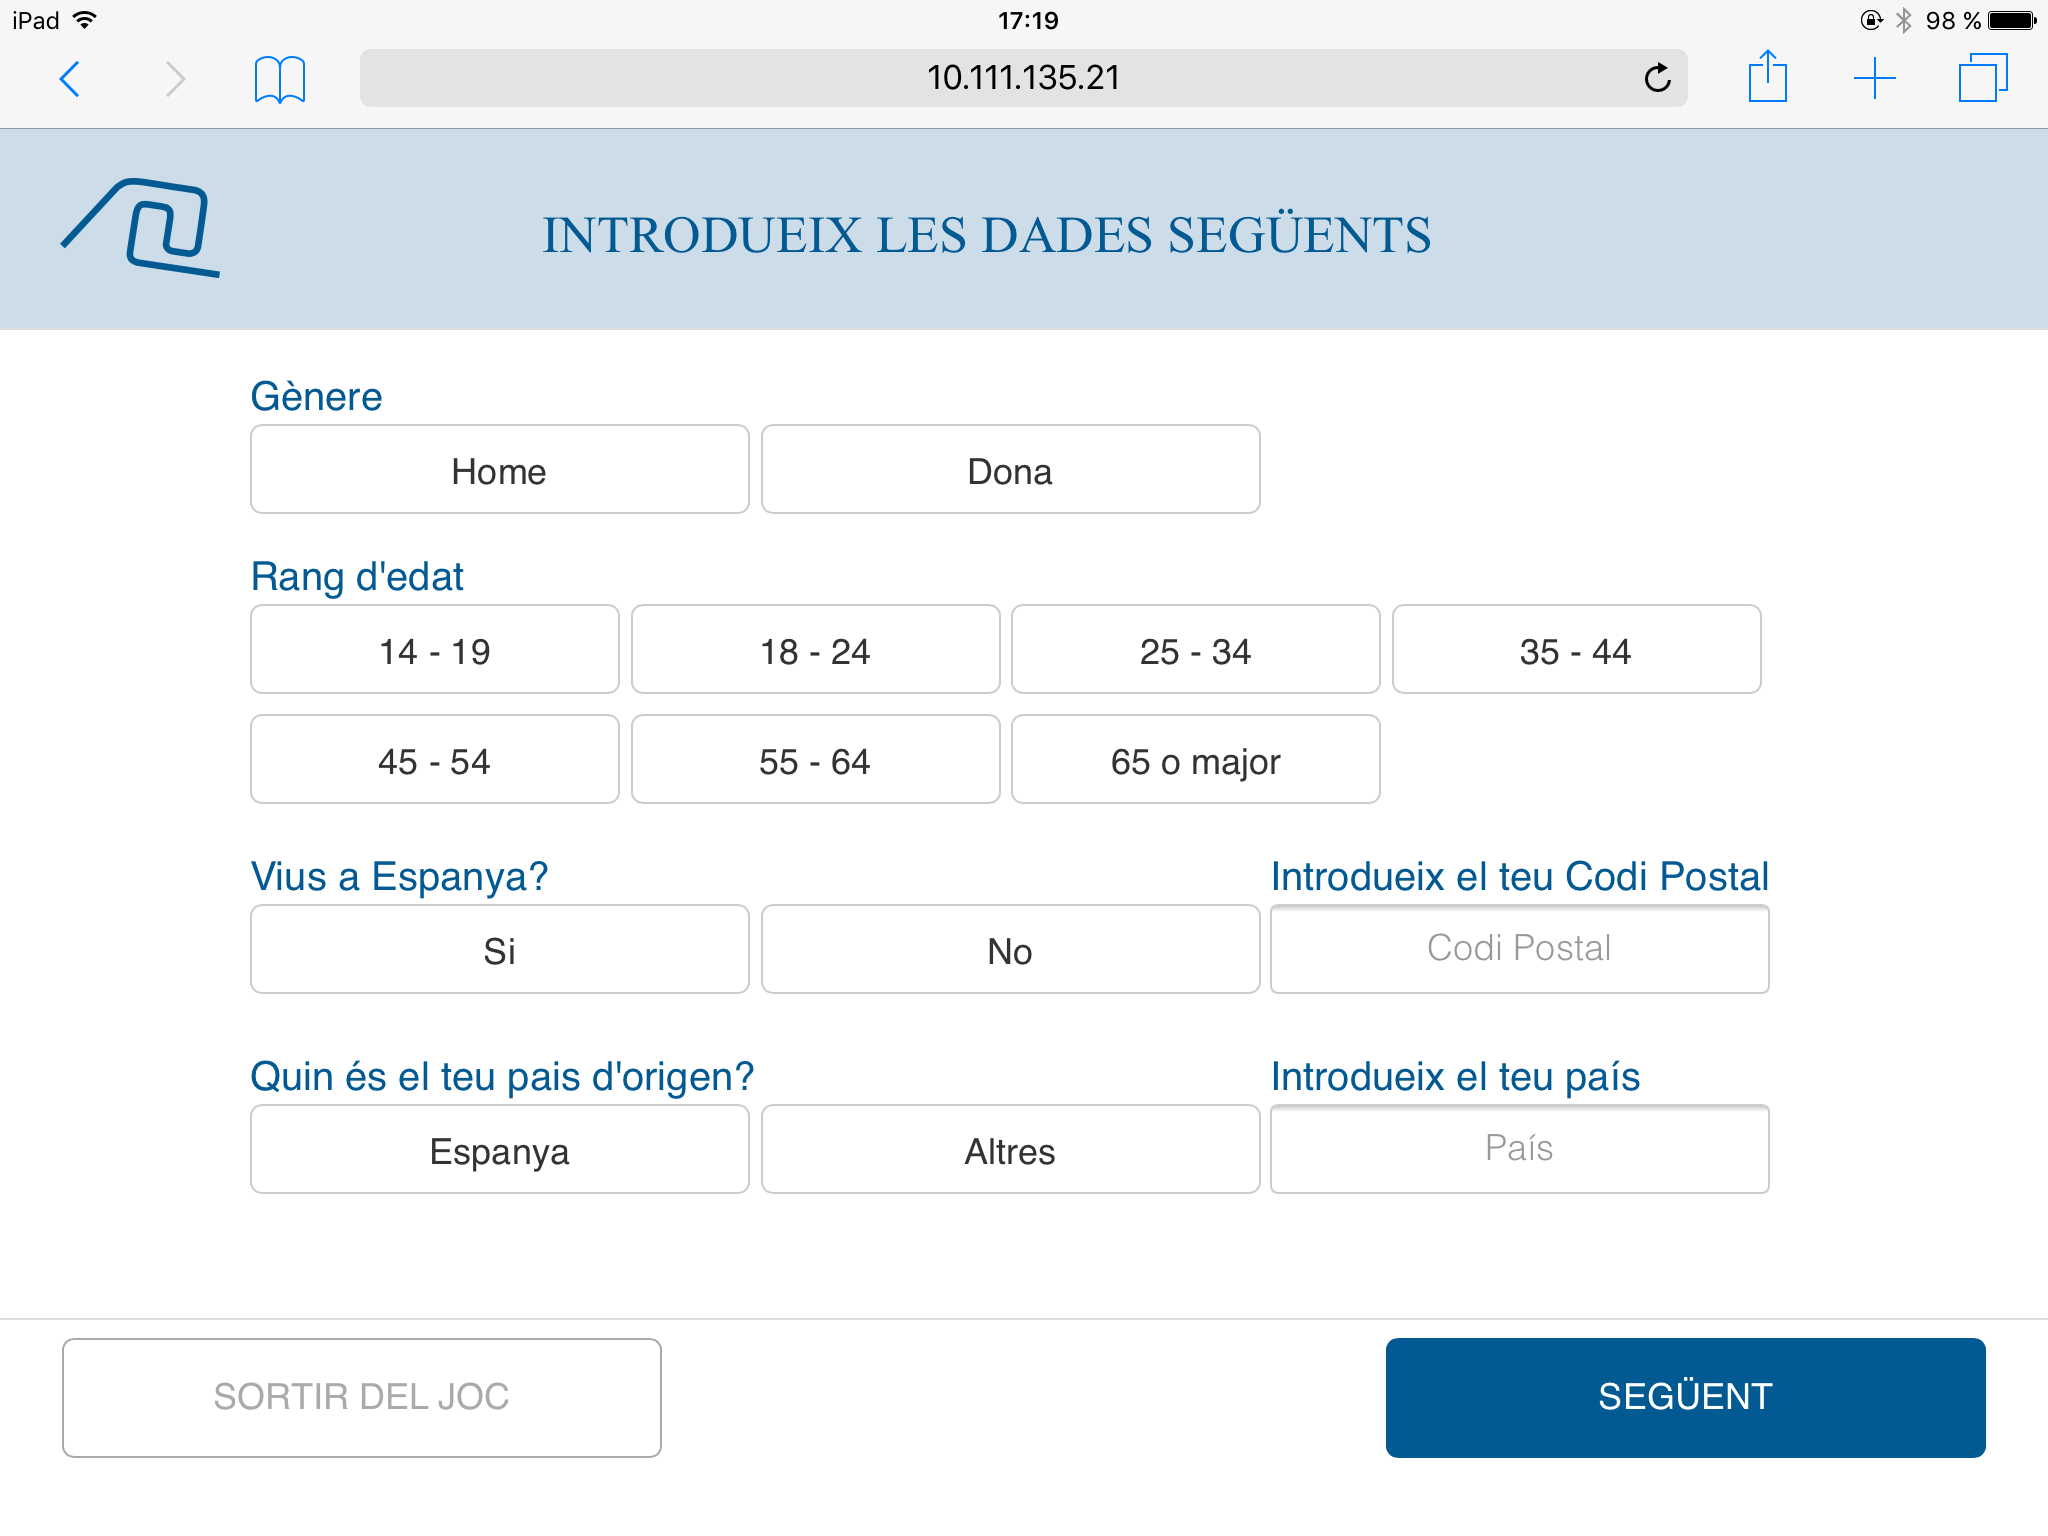 iPad 17:19 98 %
10.111.135.21
INTRODUEIX LES DADES SEGÜENTS
Gènere
Home Dona
Rang d'edat
14 - 19 18 - 24 25 - 34 35 - 44
45 - 54 55 - 64 65 o major
Vius a Espanya? Introdueix el teu Codi Postal
Si No Codi Postal
Quin és el teu pais d'origen? Introdueix el teu país
Espanya Altres País
SORTIR DEL JOC SEGÜENT